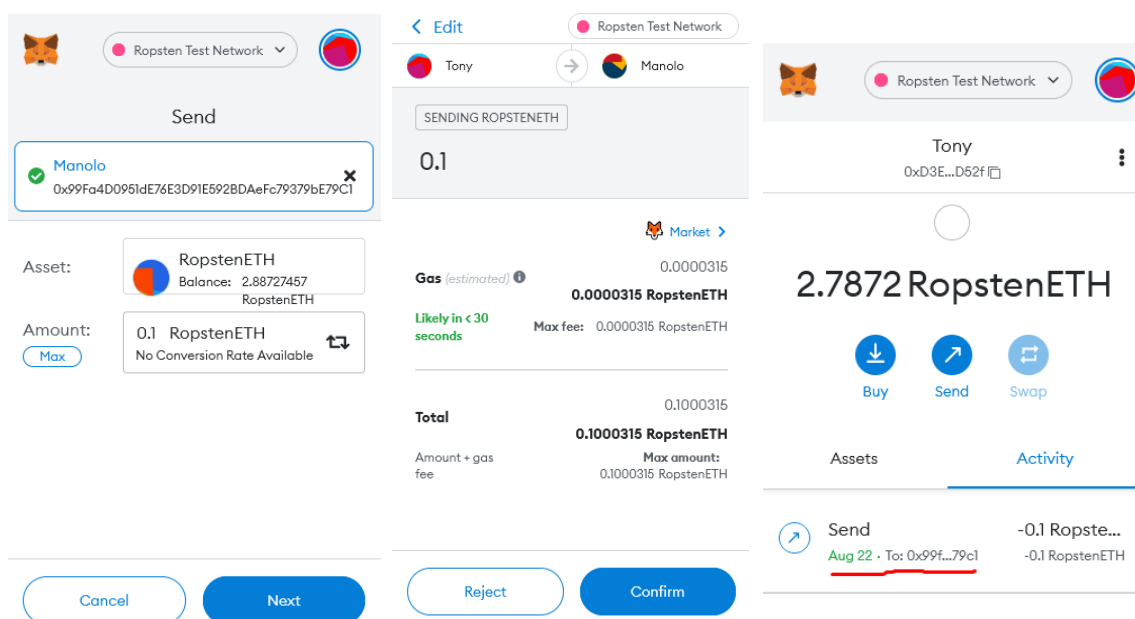 Ropsten Test Network
Send
Manolo
0x99Fa4D0951dE76E3D91E592BDAeFc79379bE79C1
Asset:
RopstenETH
Balance: 2.88727457
RopstenETH
Amount:
Max
0.1 RopstenETH
No Conversion Rate Available
Cancel
Next
Edit
Ropsten Test Network
Tony
Manolo
SENDING ROPSTENETH
0.1
Market
Gas (estimated)
0.0000315
0.0000315 RopstenETH
Likely in < 30
seconds
Max fee: 0.0000315 RopstenETH
Total
0.1000315
0.1000315 RopstenETH
Amount + gas
fee
Max amount:
0.1000315 RopstenETH
Reject
Confirm
Ropsten Test Network
Tony
0xD3E...D52f
2.7872 RopstenETH
Buy
Send
Swap
Assets
Activity
Send
-0.1 Ropste...
Aug 22 · To: 0x99f...79c1
-0.1 RopstenETH